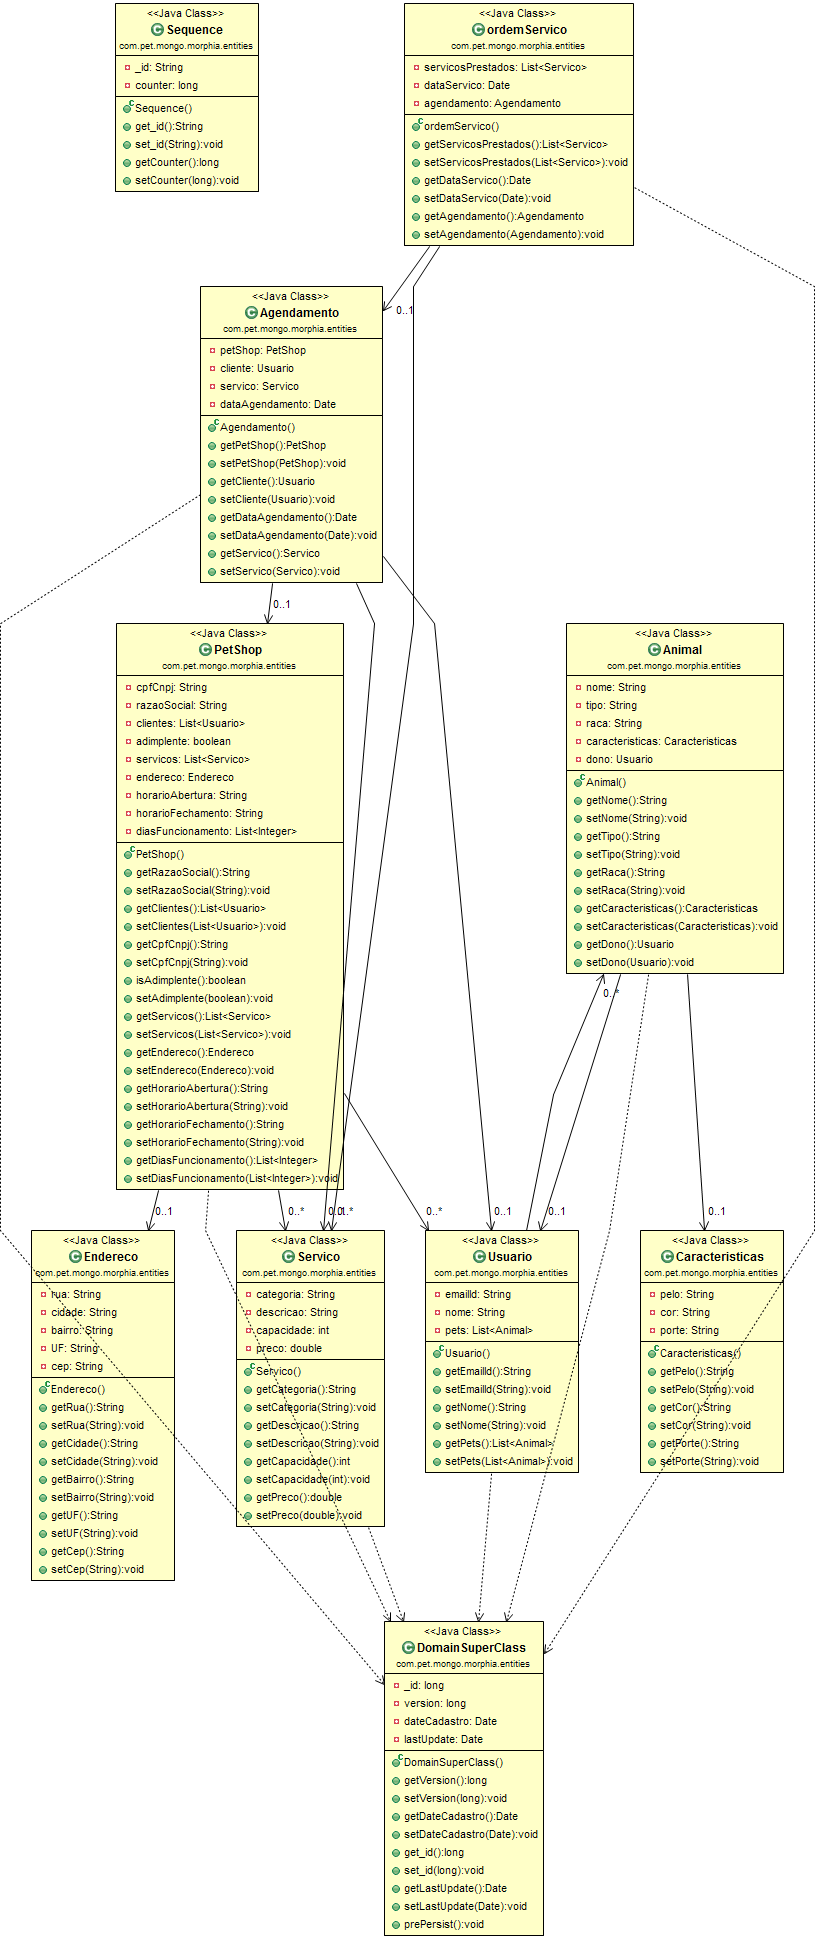 <<Java Class>>
Sequence
com.pet.mongo.morphia.entities
_id: String
counter: long
Sequence()
get_id():String
set_id(String):void
getCounter():long
setCounter(long):void
<<Java Class>>
ordemServico
com.pet.mongo.morphia.entities
servicosPrestados: List<Servico>
dataServico: Date
agendamento: Agendamento
ordemServico()
getServicosPrestados():List<Servico>
setServicosPrestados(List<Servico>):void
getDataServico():Date
setDataServico(Date):void
getAgendamento():Agendamento
setAgendamento(Agendamento):void
0..1
<<Java Class>>
Agendamento
com.pet.mongo.morphia.entities
petShop: PetShop
cliente: Usuario
servico: Servico
dataAgendamento: Date
Agendamento()
getPetShop():PetShop
setPetShop(PetShop):void
getCliente():Usuario
setCliente(Usuario):void
getDataAgendamento():Date
setDataAgendamento(Date):void
getServico():Servico
setServico(Servico):void
0..1
<<Java Class>>
PetShop
com.pet.mongo.morphia.entities
cpfCnpj: String
razaoSocial: String
clientes: List<Usuario>
adimplente: boolean
servicos: List<Servico>
endereco: Endereco
horarioAbertura: String
horarioFechamento: String
diasFuncionamento: List<Integer>
PetShop()
getRazaoSocial():String
setRazaoSocial(String):void
getClientes():List<Usuario>
setClientes(List<Usuario>):void
getCpfCnpj():String
setCpfCnpj(String):void
isAdimplente():boolean
setAdimplente(boolean):void
getServicos():List<Servico>
setServicos(List<Servico>):void
getEndereco():Endereco
setEndereco(Endereco):void
getHorarioAbertura():String
setHorarioAbertura(String):void
getHorarioFechamento():String
setHorarioFechamento(String):void
getDiasFuncionamento():List<Integer>
setDiasFuncionamento(List<Integer>):void
<<Java Class>>
Animal
com.pet.mongo.morphia.entities
nome: String
tipo: String
raca: String
caracteristicas: Caracteristicas
dono: Usuario
Animal()
getNome():String
setNome(String):void
getTipo():String
setTipo(String):void
getRaca():String
setRaca(String):void
getCaracteristicas():Caracteristicas
setCaracteristicas(Caracteristicas):void
getDono():Usuario
setDono(Usuario):void
0..*
0..1
0..*
0..*
0..1
0..1
0..1
<<Java Class>>
Endereco
com.pet.mongo.morphia.entities
rua: String
cidade: String
bairro: String
UF: String
cep: String
Endereco()
getRua():String
setRua(String):void
getCidade():String
setCidade(String):void
getBairro():String
setBairro(String):void
getUF():String
setUF(String):void
getCep():String
setCep(String):void
<<Java Class>>
Servico
com.pet.mongo.morphia.entities
categoria: String
descricao: String
capacidade: int
preco: double
Servico()
getCategoria():String
setCategoria(String):void
getDescricao():String
setDescricao(String):void
getCapacidade():int
setCapacidade(int):void
getPreco():double
setPreco(double):void
<<Java Class>>
Usuario
com.pet.mongo.morphia.entities
emailId: String
nome: String
pets: List<Animal>
Usuario()
getEmailId():String
setEmailId(String):void
getNome():String
setNome(String):void
getPets():List<Animal>
setPets(List<Animal>):void
<<Java Class>>
Caracteristicas
com.pet.mongo.morphia.entities
pelo: String
cor: String
porte: String
Caracteristicas()
getPelo():String
setPelo(String):void
getCor():String
setCor(String):void
getPorte():String
setPorte(String):void
<<Java Class>>
DomainSuperClass
com.pet.mongo.morphia.entities
_id: long
version: long
dateCadastro: Date
lastUpdate: Date
DomainSuperClass()
getVersion():long
setVersion(long):void
getDateCadastro():Date
setDateCadastro(Date):void
get_id():long
set_id(long):void
getLastUpdate():Date
setLastUpdate(Date):void
prePersist():void